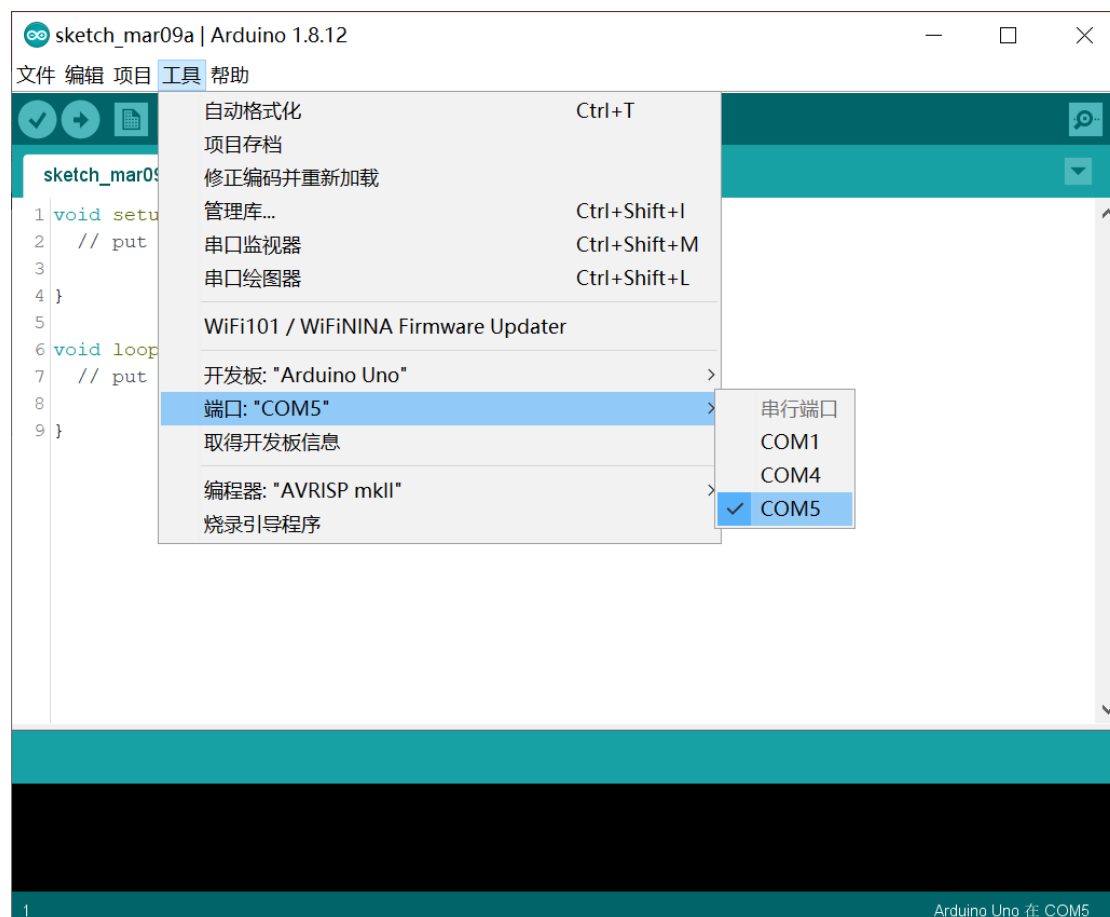 sketch_mar09a | Arduino 1.8.12
文件 编辑 项目 工具 帮助
自动格式化 Ctrl+T
项目存档
修正编码并重新加载
管理库... Ctrl+Shift+I
串口监视器 Ctrl+Shift+M
串口绘图器 Ctrl+Shift+L
WiFi101 / WiFiNINA Firmware Updater
开发板: "Arduino Uno"
端口: "COM5"
取得开发板信息
编程器: "AVRISP mkII"
烧录引导程序
串行端口
COM1
COM4
COM5
sketch_mar09
1 void setu
2 // put
3
4 }
5
6 void loop
7 // put
8
9 }
1
Arduino Uno 在 COM5